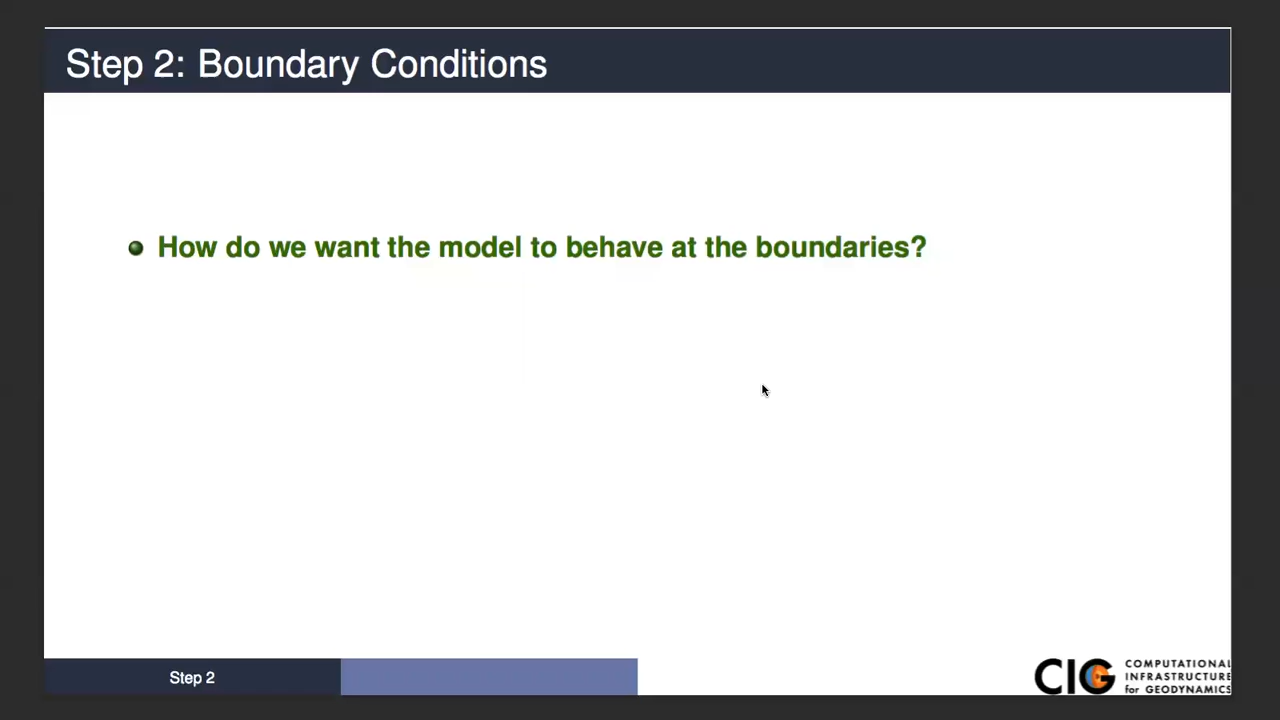 Step 2: Boundary Conditions
How do we want the model to behave at the boundaries?
Step 2
CIG
COMPUTATIONAL
INFRASTRUCTURE
for GEODYNAMICS